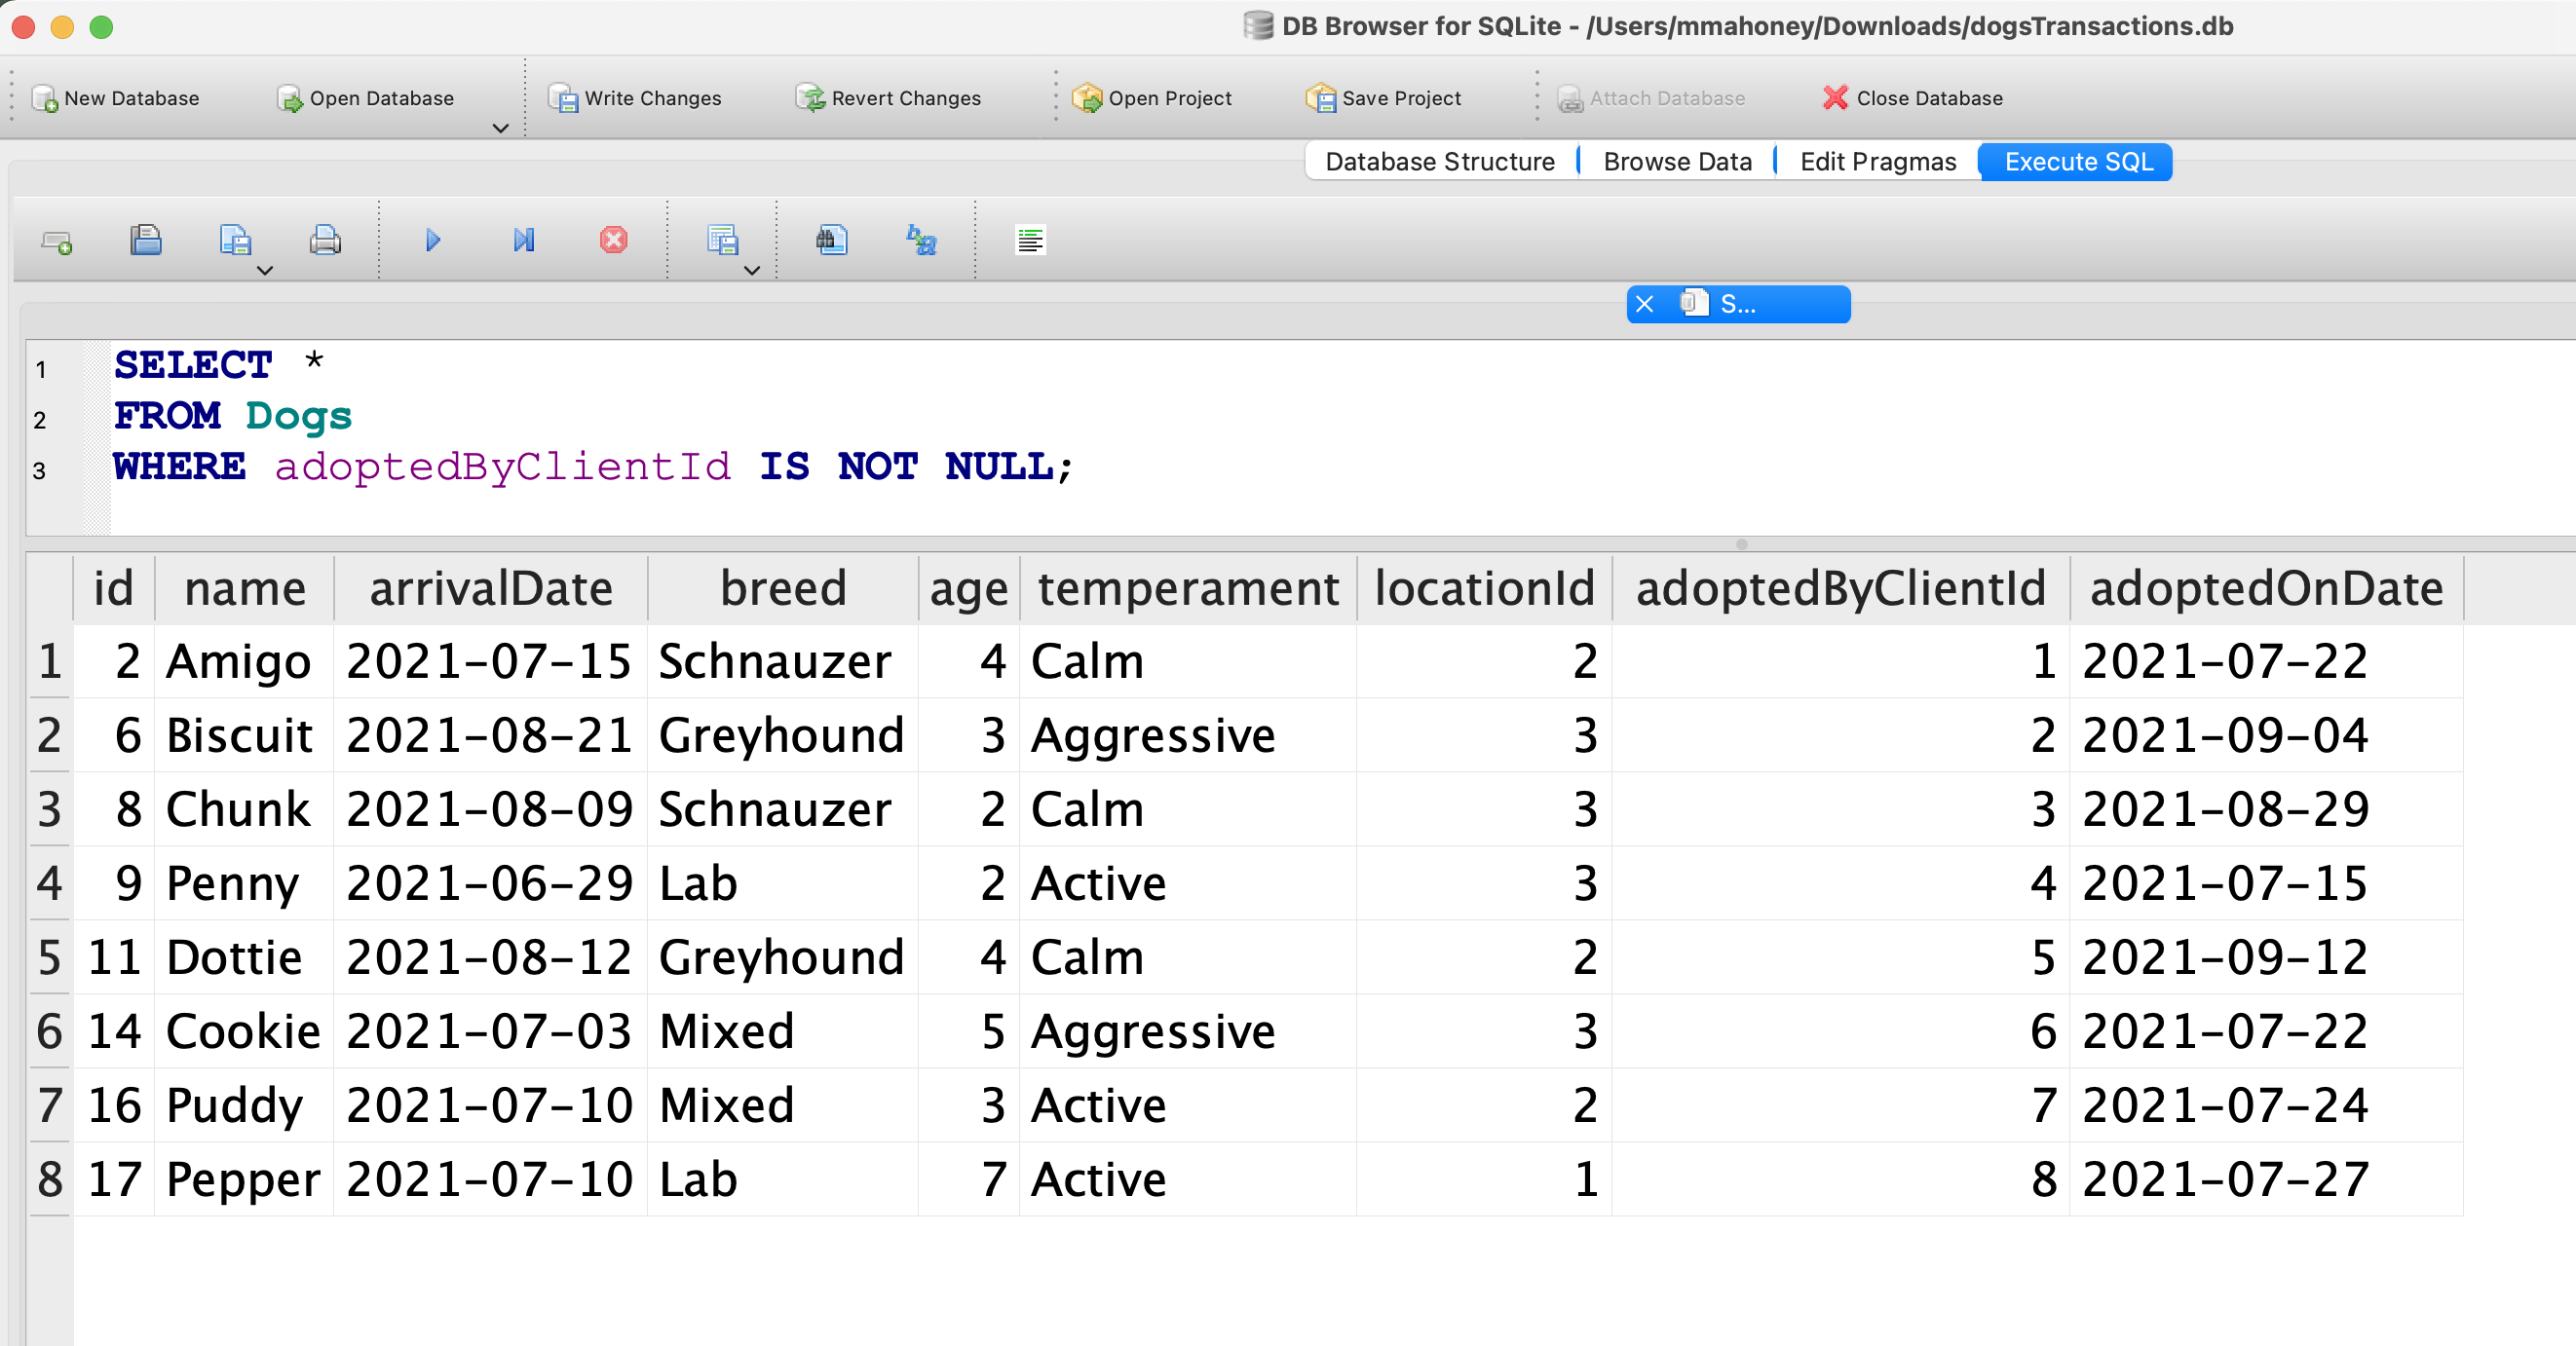 DB Browser for SQLite - /Users/mmahoney/Downloads/dogsTransactions.db
New Database Open Database Write Changes Revert Changes Open Project Save Project Attach Database Close Database
Database Structure Browse Data Edit Pragmas Execute SQL
S...
1 SELECT *
2 FROM Dogs
3 WHERE adoptedByClientId IS NOT NULL;
id name arrivalDate breed age temperament locationId adoptedByClientId adoptedOnDate
1 2 Amigo 2021-07-15 Schnauzer 4 Calm 2 1 2021-07-22
2 6 Biscuit 2021-08-21 Greyhound 3 Aggressive 3 2 2021-09-04
3 8 Chunk 2021-08-09 Schnauzer 2 Calm 3 3 2021-08-29
4 9 Penny 2021-06-29 Lab 2 Active 3 4 2021-07-15
5 11 Dottie 2021-08-12 Greyhound 4 Calm 2 5 2021-09-12
6 14 Cookie 2021-07-03 Mixed 5 Aggressive 3 6 2021-07-22
7 16 Puddy 2021-07-10 Mixed 3 Active 2 7 2021-07-24
8 17 Pepper 2021-07-10 Lab 7 Active 1 8 2021-07-27